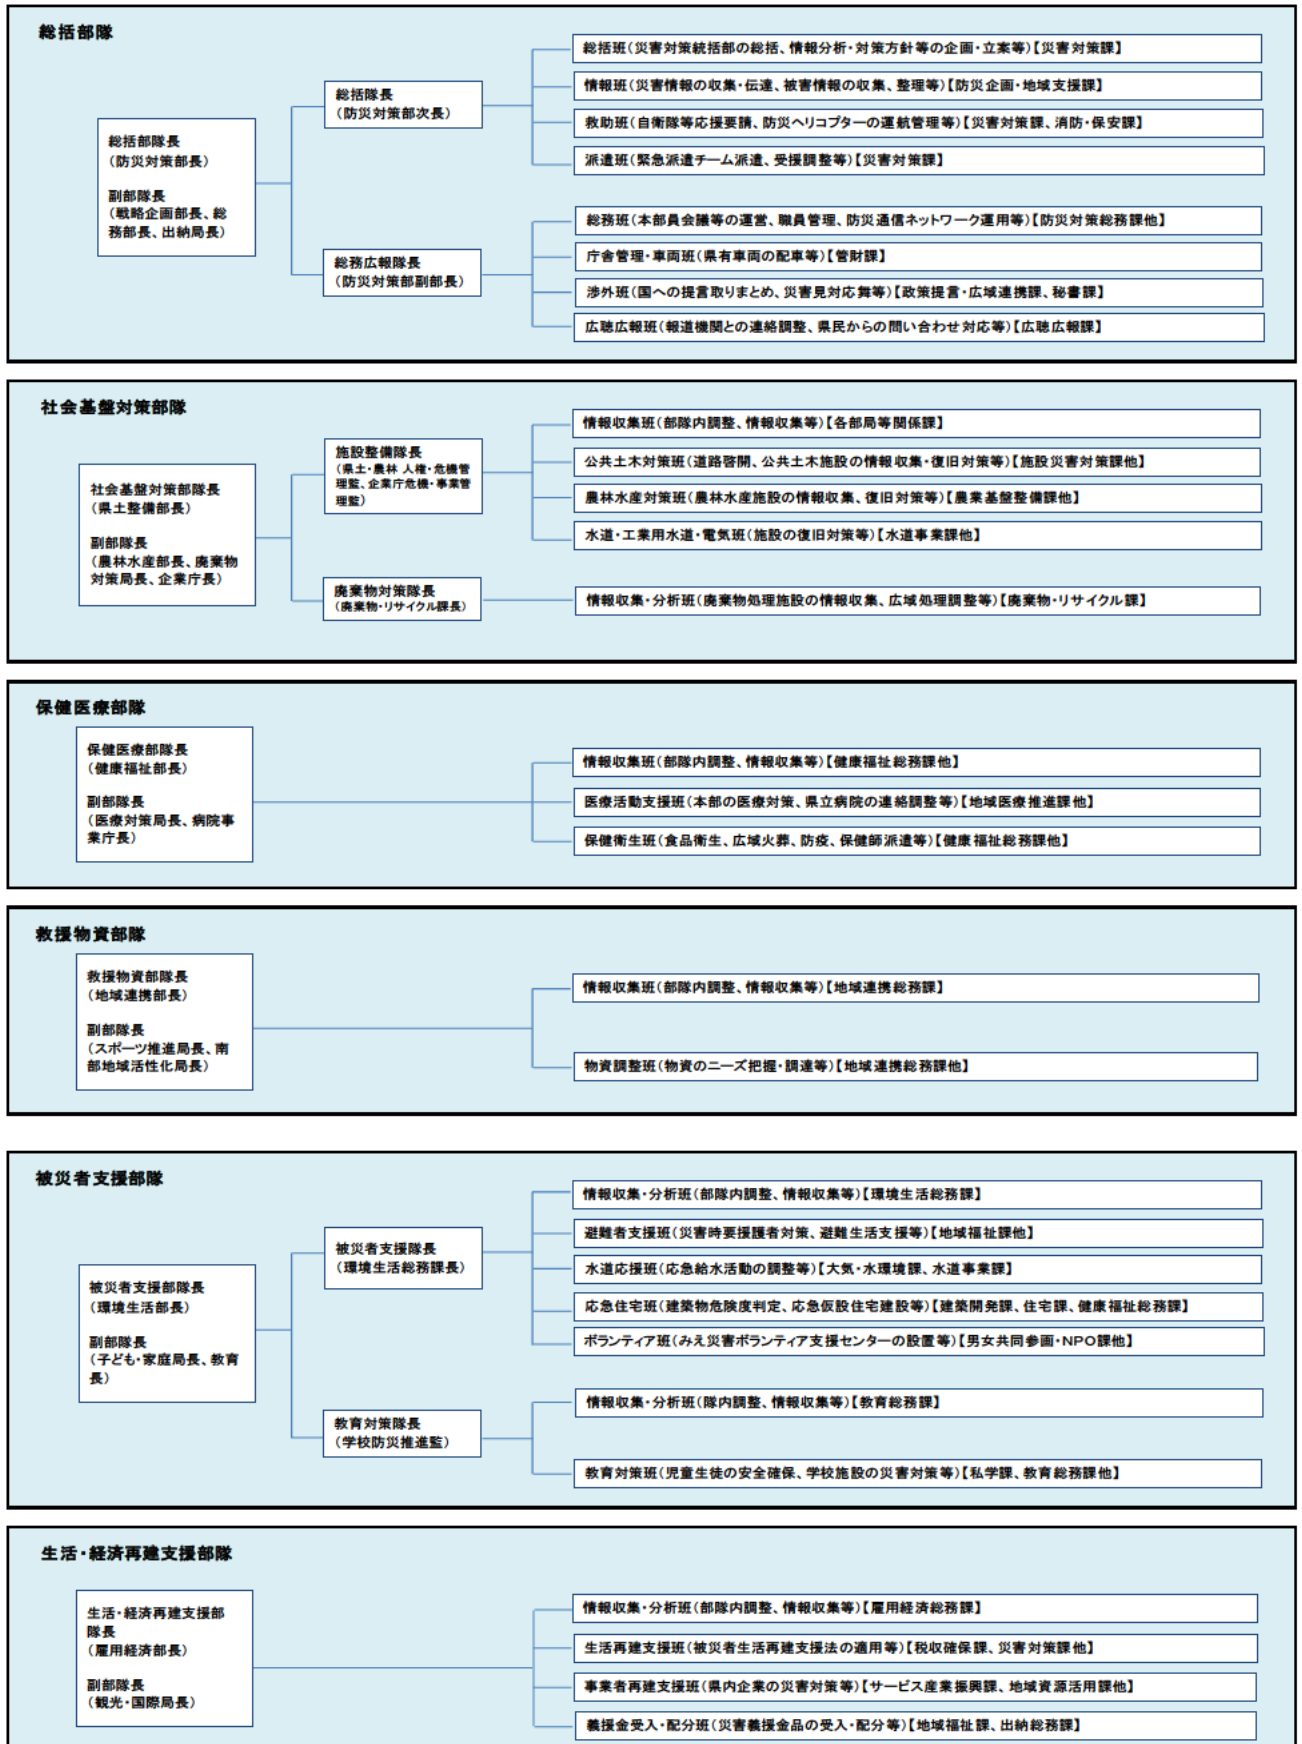 総括部隊
総括部隊長
（防災対策部長）
副部隊長
（戦略企画部長、総
務部長、出納局長）
総括隊長
（防災対策部次長）
総括班（災害対策統括部の総括、情報分析・対策方針等の企画・立案等）【災害対策課】
情報班（災害情報の収集・伝達、被害情報の収集、整理等）【防災企画・地域支援課】
救助班（自衛隊等応援要請、防災ヘリコプターの運航管理等）【災害対策課、消防・保安課】
派遣班（緊急派遣チーム派遣、受援調整等）【災害対策課】
総務広報隊長
（防災対策部副部長）
総務班（本部員会議等の運営、職員管理、防災通信ネットワーク運用等）【防災対策総務課他】
庁舎管理・車両班（県有車両の配車等）【管財課】
渉外班（国への提言取りまとめ、災害見対応舞等）【政策提言・広域連携課、秘書課】
広聴広報班（報道機関との連絡調整、県民からの問い合わせ対応等）【広聴広報課】
社会基盤対策部隊
社会基盤対策部隊長
（県土整備部長）
副部隊長
（農林水産部長、廃棄物
対策局長、企業庁長）
施設整備隊長
（県土・農林 人権・危機管
理監、企業庁危機・事業管
理監）
情報収集班（部隊内調整、情報収集等）【各部局等関係課】
公共土木対策班（道路啓開、公共土木施設の情報収集・復旧対策等）【施設災害対策課他】
農林水産対策班（農林水産施設の情報収集、復旧対策等）【農業基盤整備課他】
水道・工業用水道・電気班（施設の復旧対策等）【水道事業課他】
廃棄物対策隊長
（廃棄物・リサイクル課長）
情報収集・分析班（廃棄物処理施設の情報収集、広域処理調整等）【廃棄物・リサイクル課】
保健医療部隊
保健医療部隊長
（健康福祉部長）
副部隊長
（医療対策局長、病院事
業庁長）
情報収集班（部隊内調整、情報収集等）【健康福祉総務課他】
医療活動支援班（本部の医療対策、県立病院の連絡調整等）【地域医療推進課他】
保健衛生班（食品衛生、広域火葬、防疫、保健師派遣等）【健康福祉総務課他】
救援物資部隊
救援物資部隊長
（地域連携部長）
副部隊長
（スポーツ推進局長、南
部地域活性化局長）
情報収集班（部隊内調整、情報収集等）【地域連携総務課】
物資調整班（物資のニーズ把握・調達等）【地域連携総務課他】
被災者支援部隊
被災者支援部隊長
（環境生活部長）
副部隊長
（子ども・家庭局長、教育
長）
被災者支援隊長
（環境生活総務課長）
情報収集・分析班（部隊内調整、情報収集等）【環境生活総務課】
避難者支援班（災害時要援護者対策、避難生活支援等）【地域福祉課他】
水道応援班（応急給水活動の調整等）【大気・水環境課、水道事業課】
応急住宅班（建築物危険度判定、応急仮設住宅建設等）【建築開発課、住宅課、健康福祉総務課】
ボランティア班（みえ災害ボランティア支援センターの設置等）【男女共同参画・NPO課他】
教育対策隊長
（学校防災推進監）
情報収集・分析班（隊内調整、情報収集等）【教育総務課】
教育対策班（児童生徒の安全確保、学校施設の災害対策等）【私学課、教育総務課他】
生活・経済再建支援部隊
生活・経済再建支援部
隊長
（雇用経済部長）
副部隊長
（観光・国際局長）
情報収集・分析班（部隊内調整、情報収集等）【雇用経済総務課】
生活再建支援班（被災者生活再建支援法の適用等）【税収確保課、災害対策課他】
事業者再建支援班（県内企業の災害対策等）【サービス産業振興課、地域資源活用課他】
義援金受入・配分班（災害義援金品の受入・配分等）【地域福祉課、出納総務課】